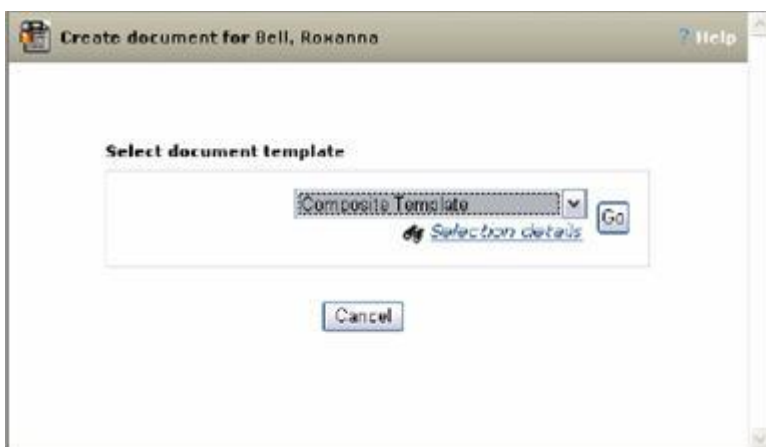 Create document for Bell, Roxanna
? Help
Select document template
Composite Template
Go
Selection details
Cancel